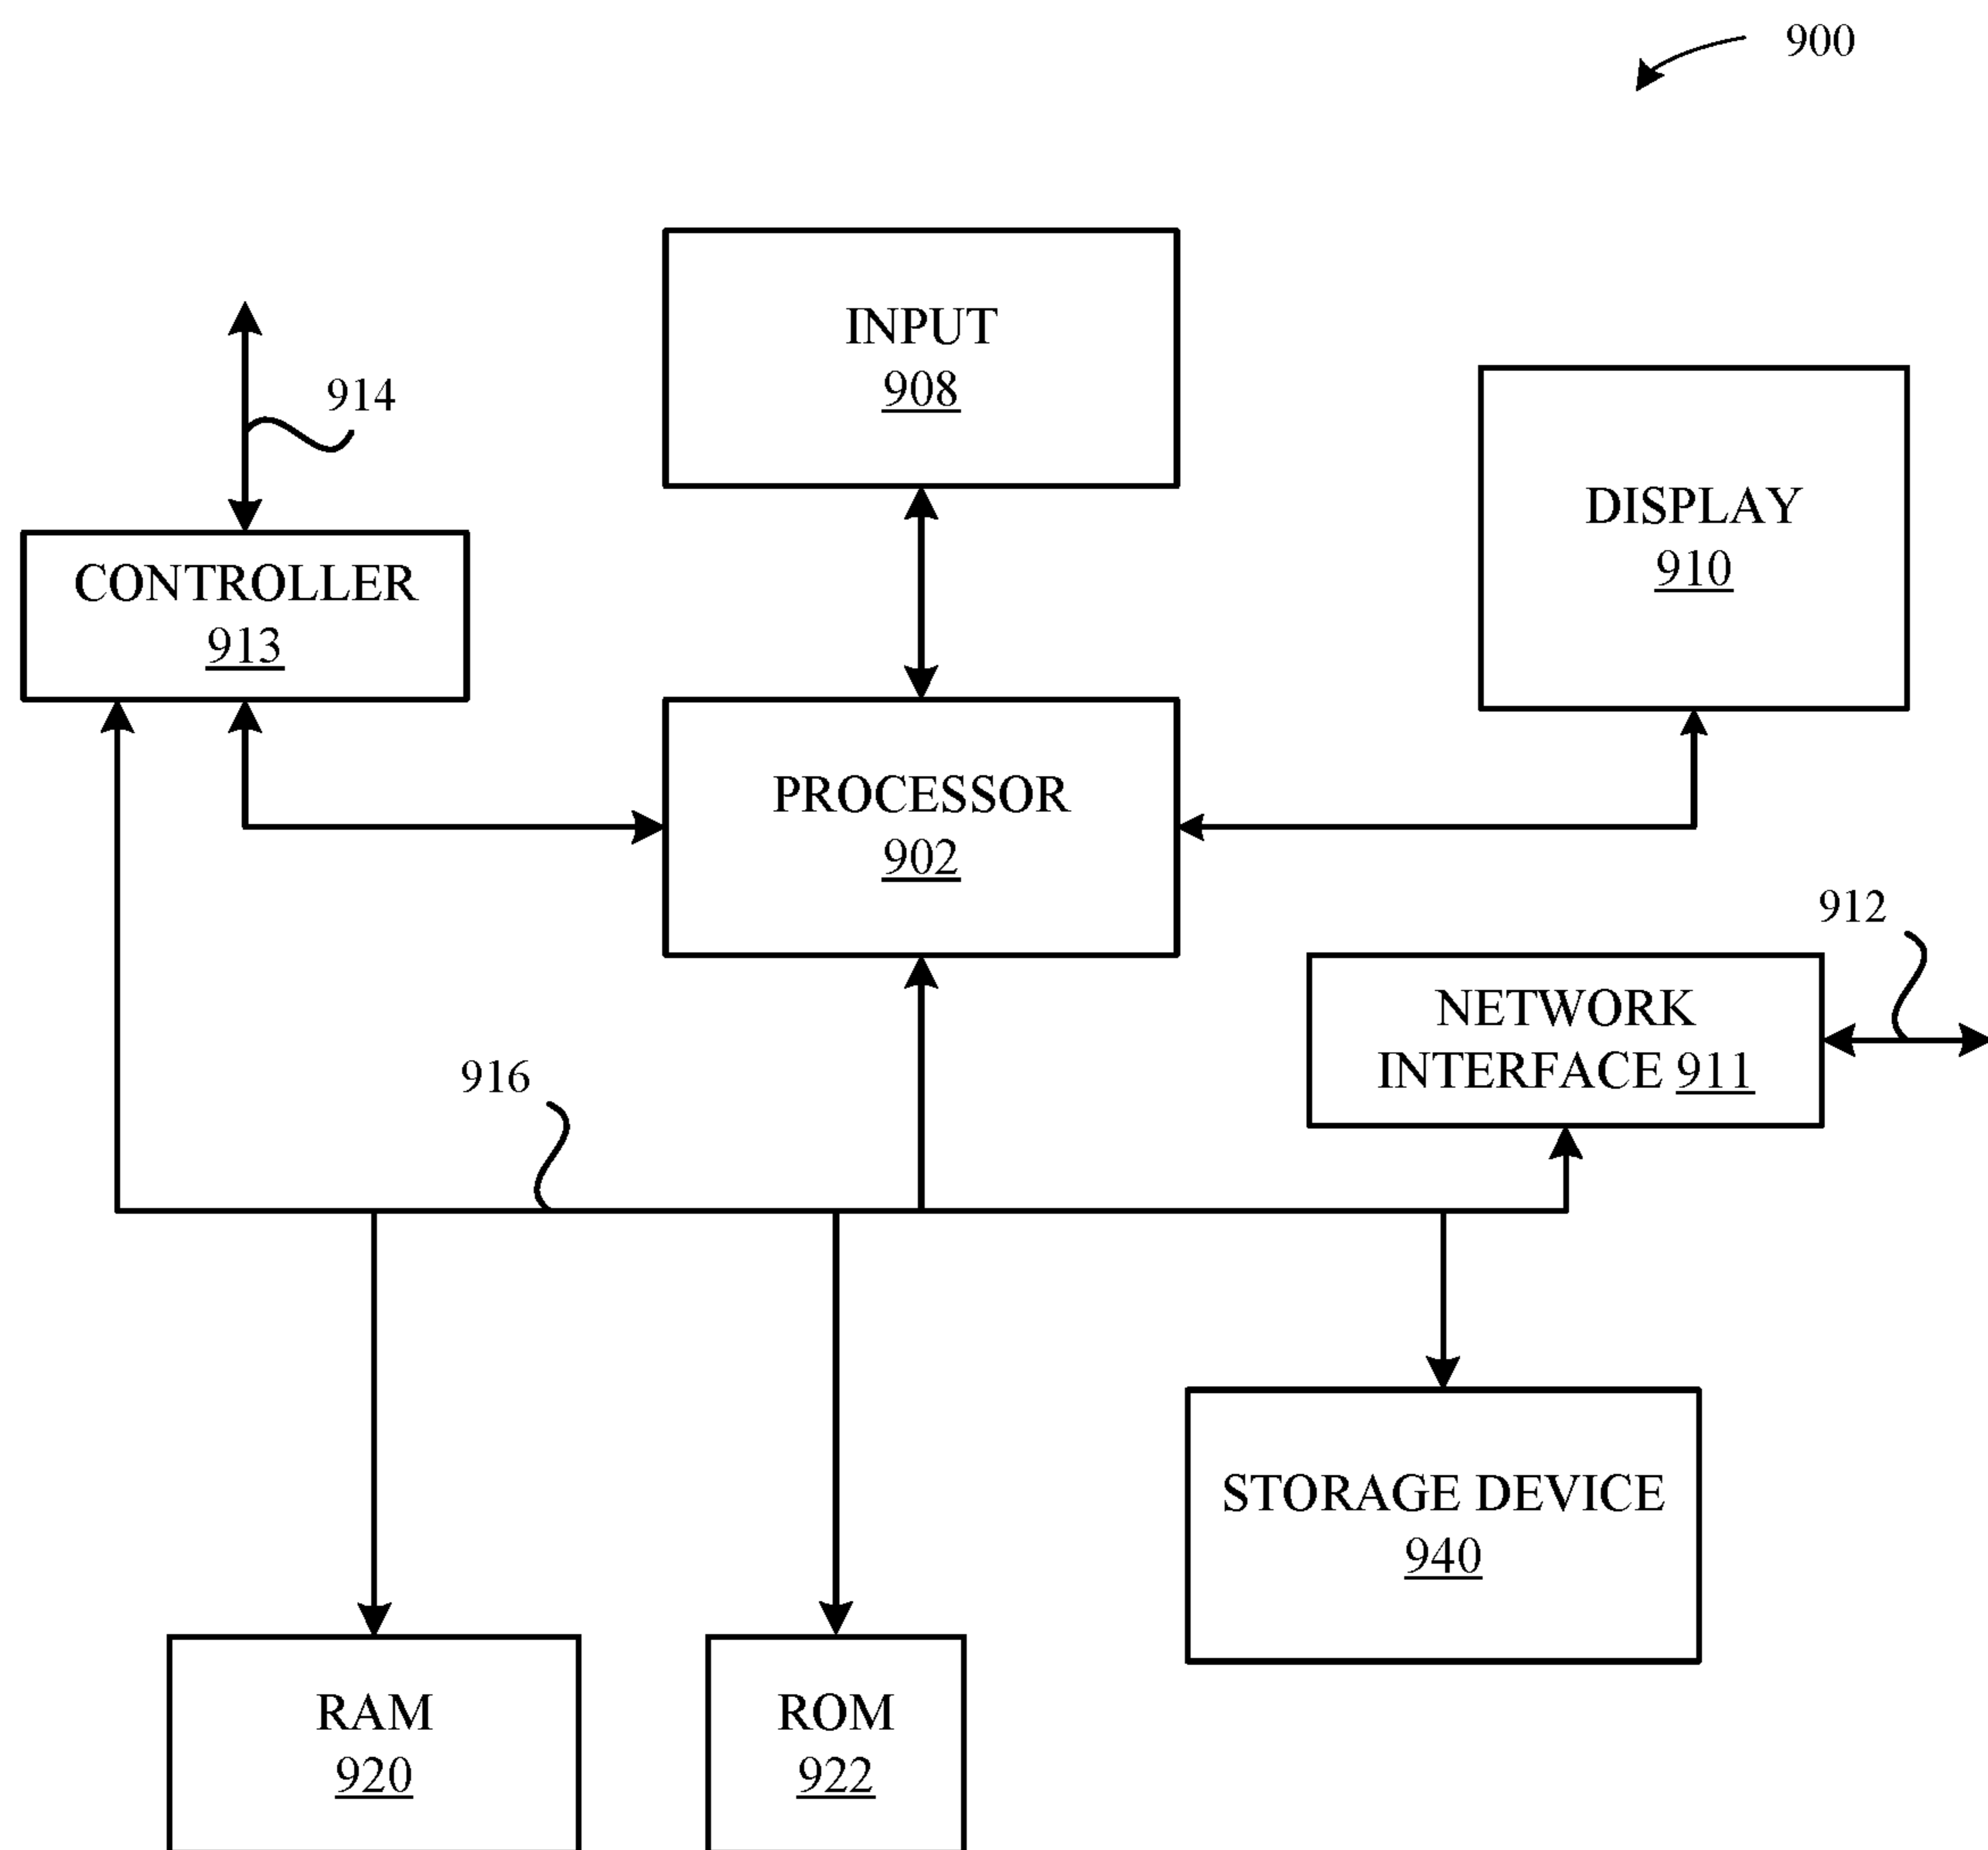 900
INPUT
908
914
DISPLAY
910
CONTROLLER
913
PROCESSOR
902
912
NETWORK
INTERFACE 911
916
STORAGE DEVICE
940
RAM
920
ROM
922